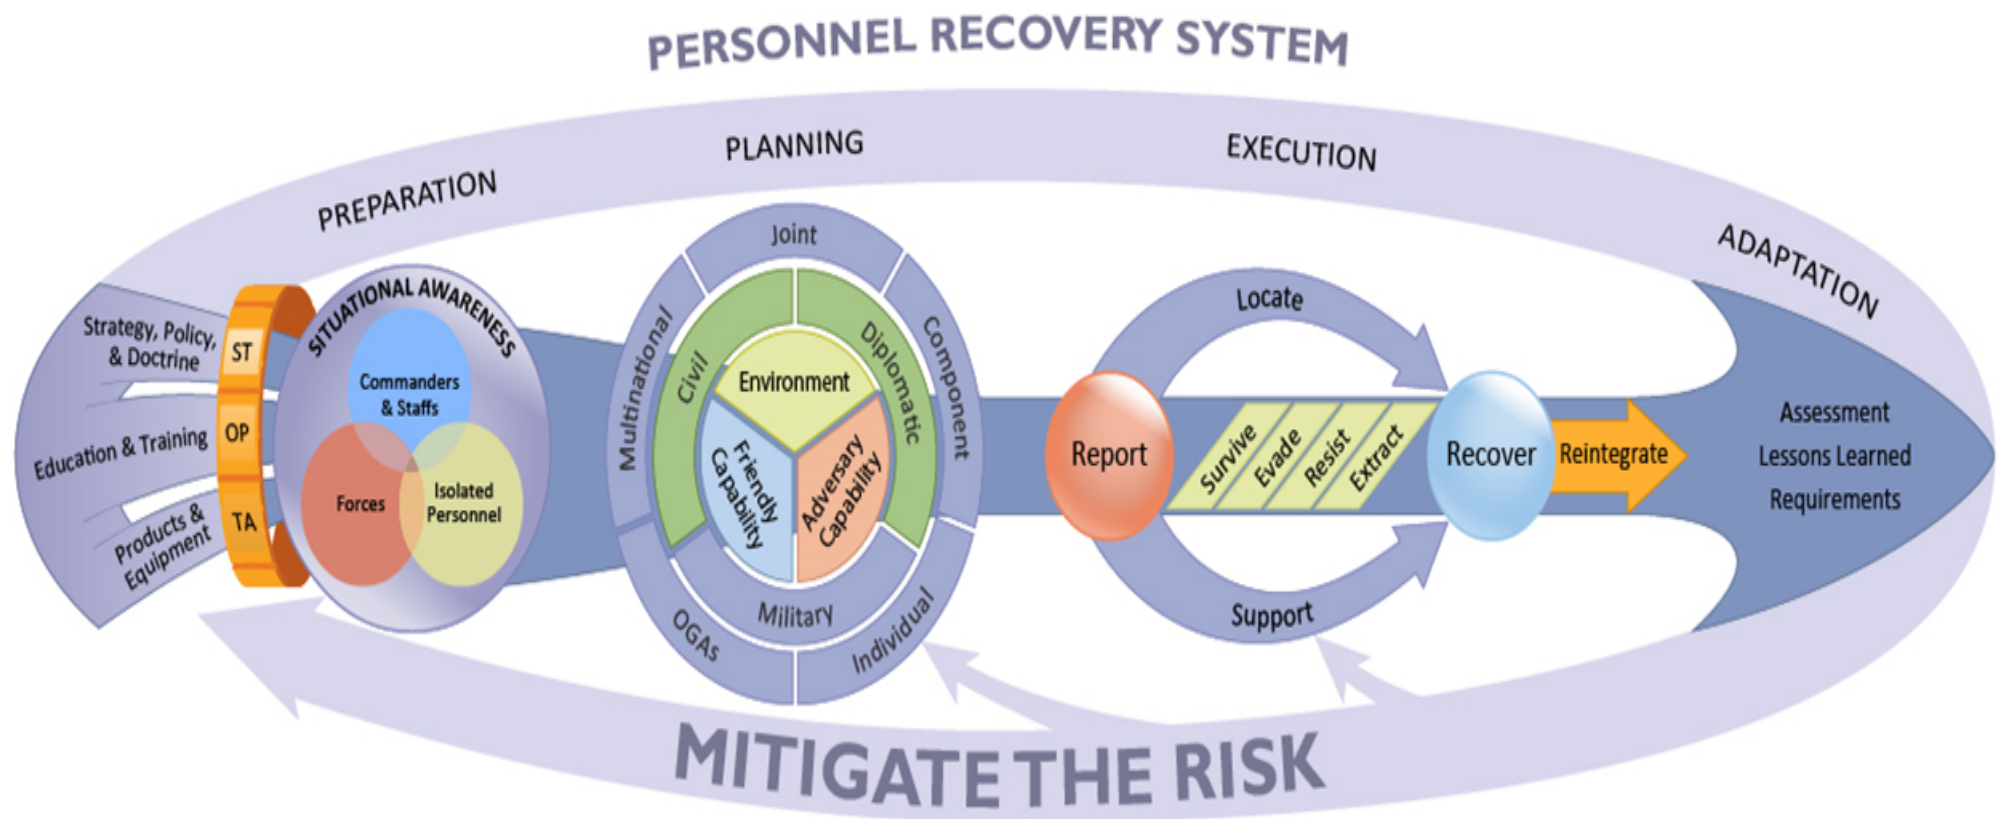 PERSONNEL RECOVERY SYSTEM
PREPARATION
PLANNING
EXECUTION
ADAPTATION
Strategy, Policy,
& Doctrine
Education & Training
Products &
Equipment
ST
OP
TA
SITUATIONAL AWARENESS
Commanders
& Staffs
Forces
Isolated
Personnel
Joint
Multinational
Component
OGAs
Individual
Civil
Diplomatic
Military
Environment
Friendly
Capability
Adversary
Capability
Report
Locate
Survive
Evade
Resist
Extract
Support
Recover
Reintegrate
Assessment
Lessons Learned
Requirements
MITIGATE THE RISK